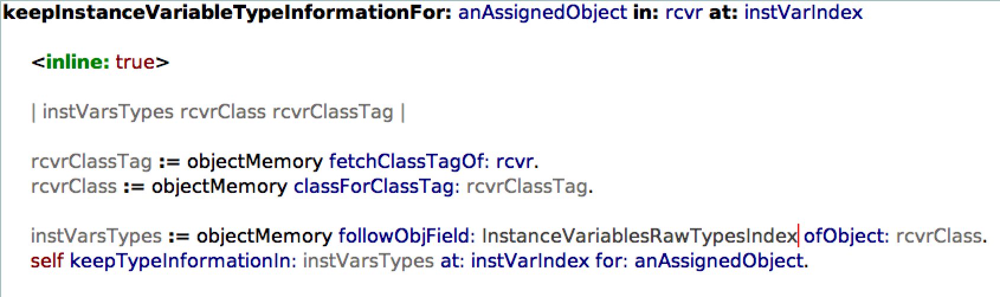 keepInstanceVariableTypeInformationFor: anAssignedObject in: rcvr at: instVarIndex
<inline: true>
| instVarsTypes rcvrClass rcvrClassTag |
rcvrClassTag := objectMemory fetchClassTagOf: rcvr.
rcvrClass := objectMemory classForClassTag: rcvrClassTag.
instVarsTypes := objectMemory followObjField: InstanceVariablesRawTypesIndex ofObject: rcvrClass.
self keepTypeInformationIn: instVarsTypes at: instVarIndex for: anAssignedObject.